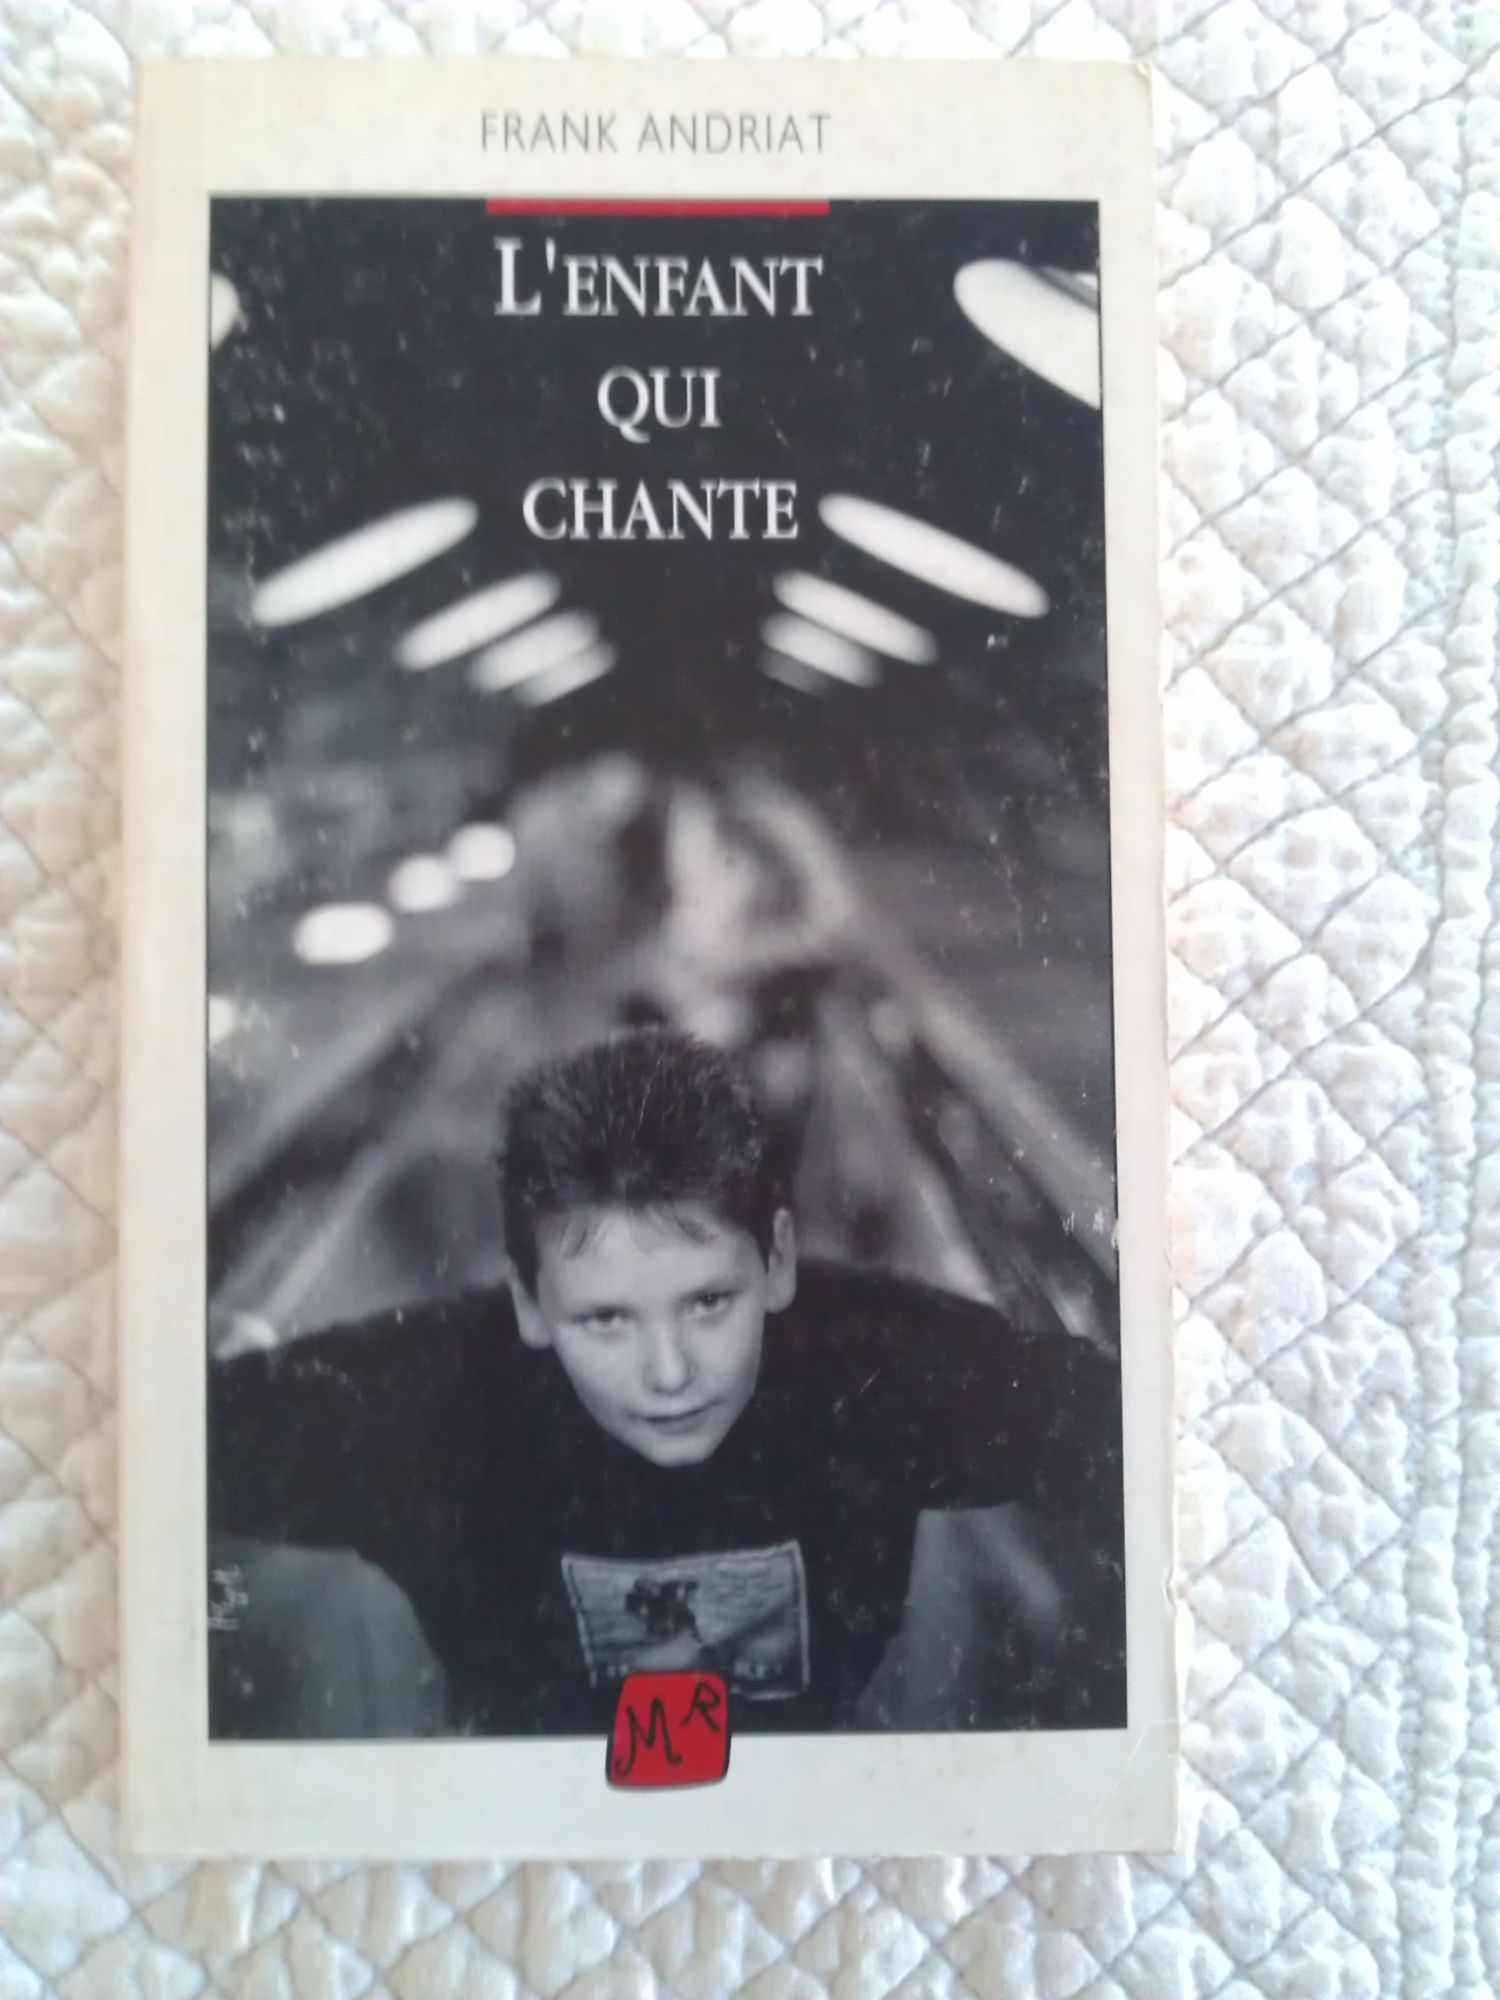 FRANK ANDRIAT
L'ENFANT
QUI
CHANTE
MR